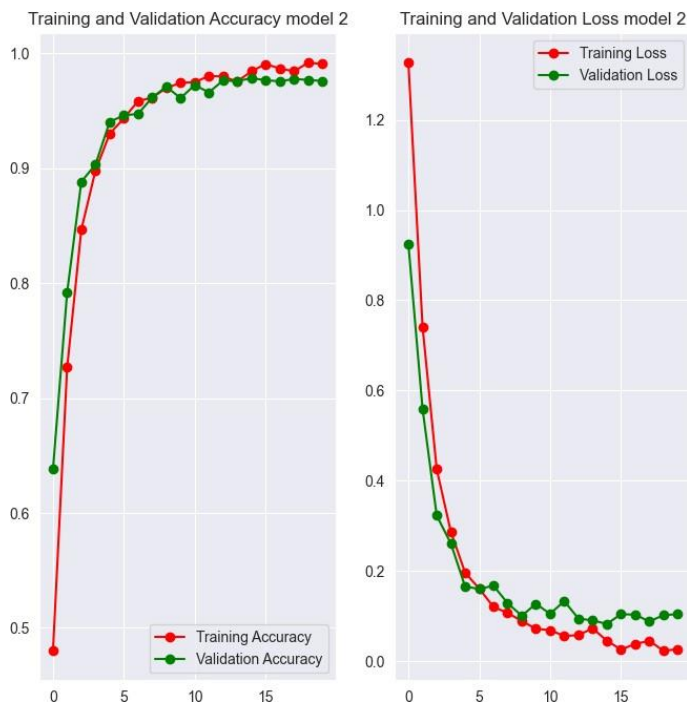 Training and Validation Accuracy model 2
1.0
0.9
0.8
0.7
0.6
0.5
Training Accuracy
Validation Accuracy
0 5 10 15
Training and Validation Loss model 2
Training Loss
Validation Loss
1.2
1.0
0.8
0.6
0.4
0.2
0.0
0 5 10 15